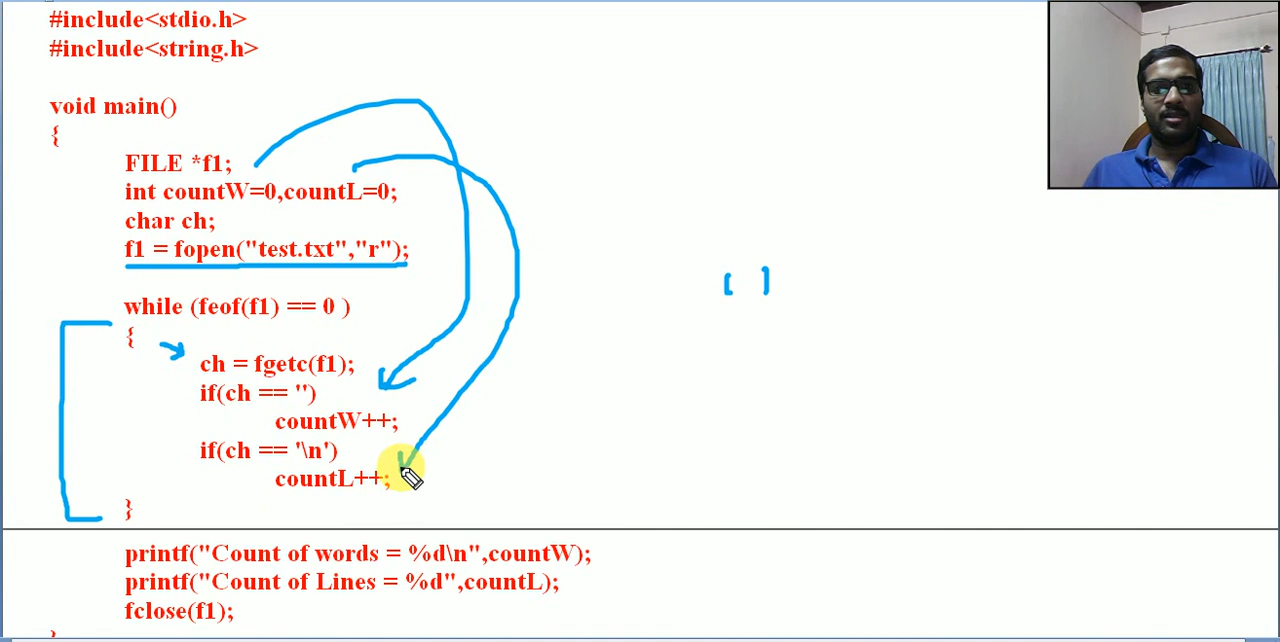 #include<stdio.h>
#include<string.h>
void main()
{
FILE *f1;
int countW=0,countL=0;
char ch;
f1 = fopen("test.txt","r");
while (feof(f1) == 0 )
{
ch = fgetc(f1);
if(ch == '')
countW++;
if(ch == '\n')
countL++;
}
printf("Count of words = %d\n",countW);
printf("Count of Lines = %d",countL);
fclose(f1);